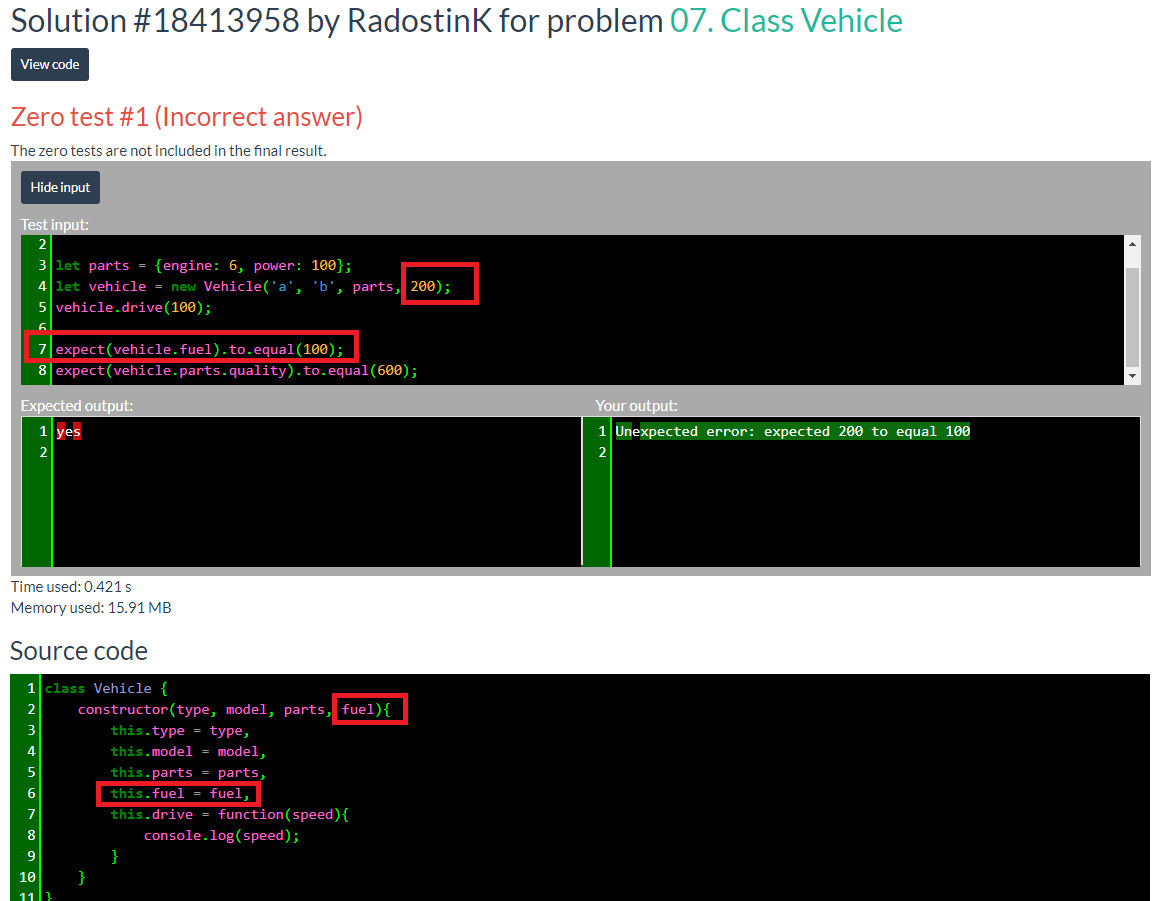 Solution #18413958 by RadostinK for problem 07. Class Vehicle
View code
Zero test #1 (Incorrect answer)
The zero tests are not included in the final result.
Hide input
Test input:
2
3 let parts = {engine: 6, power: 100};
4 let vehicle = new Vehicle('a', 'b', parts, 200);
5 vehicle.drive(100);
6
7 expect(vehicle.fuel).to.equal(100);
8 expect(vehicle.parts.quality).to.equal(600);
Expected output:
1 yes
2
Your output:
1 Unexpected error: expected 200 to equal 100
2
Time used: 0.421 s
Memory used: 15.91 MB
Source code
1 class Vehicle {
2 constructor(type, model, parts, fuel){
3 this.type = type,
4 this.model = model,
5 this.parts = parts,
6 this.fuel = fuel,
7 this.drive = function(speed){
8 console.log(speed);
9 }
10 }
11 }